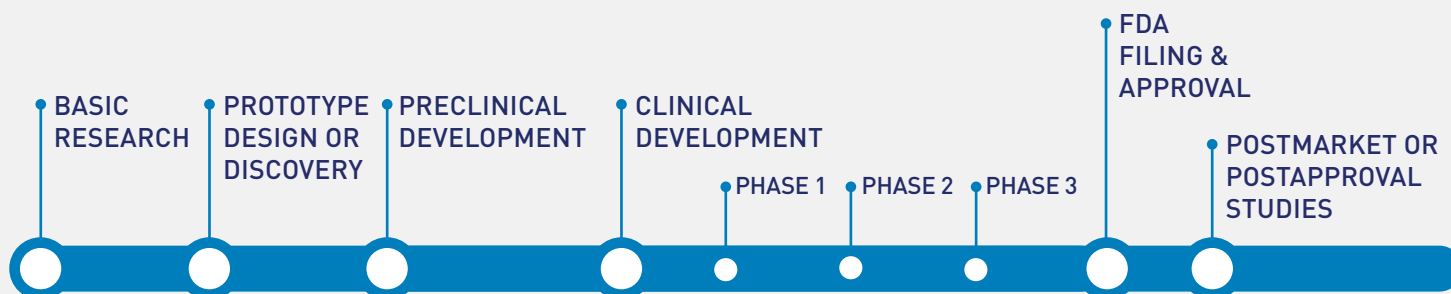 BASIC
RESEARCH
PROTOTYPE
DESIGN OR
DISCOVERY
PRECLINICAL
DEVELOPMENT
CLINICAL
DEVELOPMENT
PHASE 1
PHASE 2
PHASE 3
FDA
FILING &
APPROVAL
POSTMARKET OR
POSTAPPROVAL
STUDIES